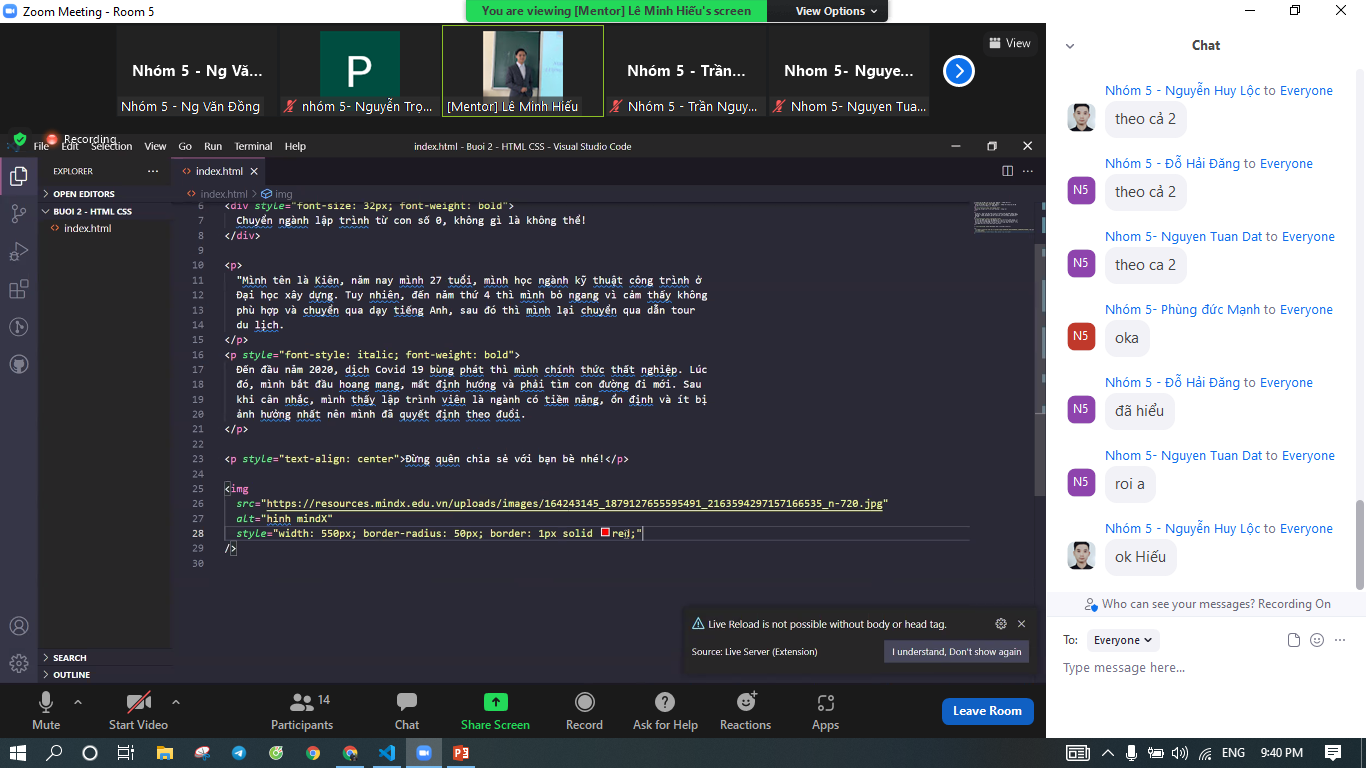 Zoom Meeting - Room 5
You are viewing [Mentor] Lê Minh Hiếu's screen
View Options
Nhóm 5 - Ng Vă...
Nhóm 5 - Ng Văn Đồng
P
nhóm 5- Nguyễn Trọ...
[Mentor] Lê Minh Hiếu
Nhóm 5 - Trần...
Nhóm 5 - Trần Nguy...
Nhom 5- Nguye...
Nhom 5- Nguyen Tua...
View
Recording
File Edit Selection View Go Run Terminal Help
index.html - Buoi 2 - HTML CSS - Visual Studio Code
EXPLORER
OPEN EDITORS
BUOI 2 - HTML CSS
index.html
SEARCH
OUTLINE
index.html
index.html > img
6 <div style="font-size: 32px; font-weight: bold">
7 Chuyển ngành lập trình từ con số 0, không gì là không thể!
8 </div>
9
10 <p>
11 "Mình tên là Kiên, năm nay mình 27 tuổi, mình học ngành kỹ thuật công trình ở
12 Đại học xây dựng. Tuy nhiên, đến năm thứ 4 thì mình bỏ ngang vì cảm thấy không
13 phù hợp và chuyển qua dạy tiếng Anh, sau đó thì mình lại chuyển qua dẫn tour
14 du lịch.
15 </p>
16 <p style="font-style: italic; font-weight: bold">
17 Đến đầu năm 2020, dịch Covid 19 bùng phát thì mình chính thức thất nghiệp. Lúc
18 đó, mình bắt đầu hoang mang, mất định hướng và phải tìm con đường đi mới. Sau
19 khi cân nhắc, mình thấy lập trình viên là ngành có tiềm năng, ổn định và ít bị
20 ảnh hưởng nhất nên mình đã quyết định theo đuổi.
21 </p>
22
23 <p style="text-align: center">Đừng quên chia sẻ với bạn bè nhé!</p>
24
25 <img
26 src="https://resources.mindx.edu.vn/uploads/images/164243145_1879127655595491_2163594297157166535_n-720.jpg"
27 alt="hình mindX"
28 style="width: 550px; border-radius: 50px; border: 1px solid red;"
29 />
30
Live Reload is not possible without body or head tag.
Source: Live Server (Extension)
I understand, Don't show again
Chat
Nhóm 5 - Nguyễn Huy Lộc to Everyone
theo cả 2
Nhóm 5 - Đỗ Hải Đăng to Everyone
N5
theo cả 2
Nhom 5- Nguyen Tuan Dat to Everyone
N5
theo ca 2
Nhóm 5- Phùng đức Mạnh to Everyone
N5
oka
Nhóm 5 - Đỗ Hải Đăng to Everyone
N5
đã hiểu
Nhom 5- Nguyen Tuan Dat to Everyone
N5
roi a
Nhóm 5 - Nguyễn Huy Lộc to Everyone
ok Hiếu
Who can see your messages? Recording On
To: Everyone
Type message here...
Mute
Start Video
Participants
14
Chat
Share Screen
Record
Ask for Help
Reactions
Apps
Leave Room
ENG
9:40 PM